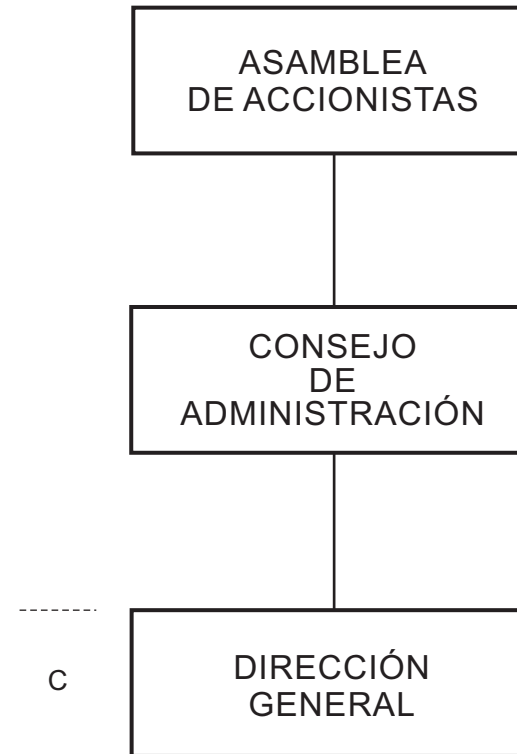 ASAMBLEA
DE ACCIONISTAS
CONSEJO
DE
ADMINISTRACIÓN
C
DIRECCIÓN
GENERAL